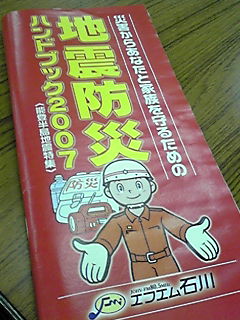 災害からあなたと家族を守るための
地震防災
ハンドブック2007
〈能登半島地震特集〉
防災
エフエム石川